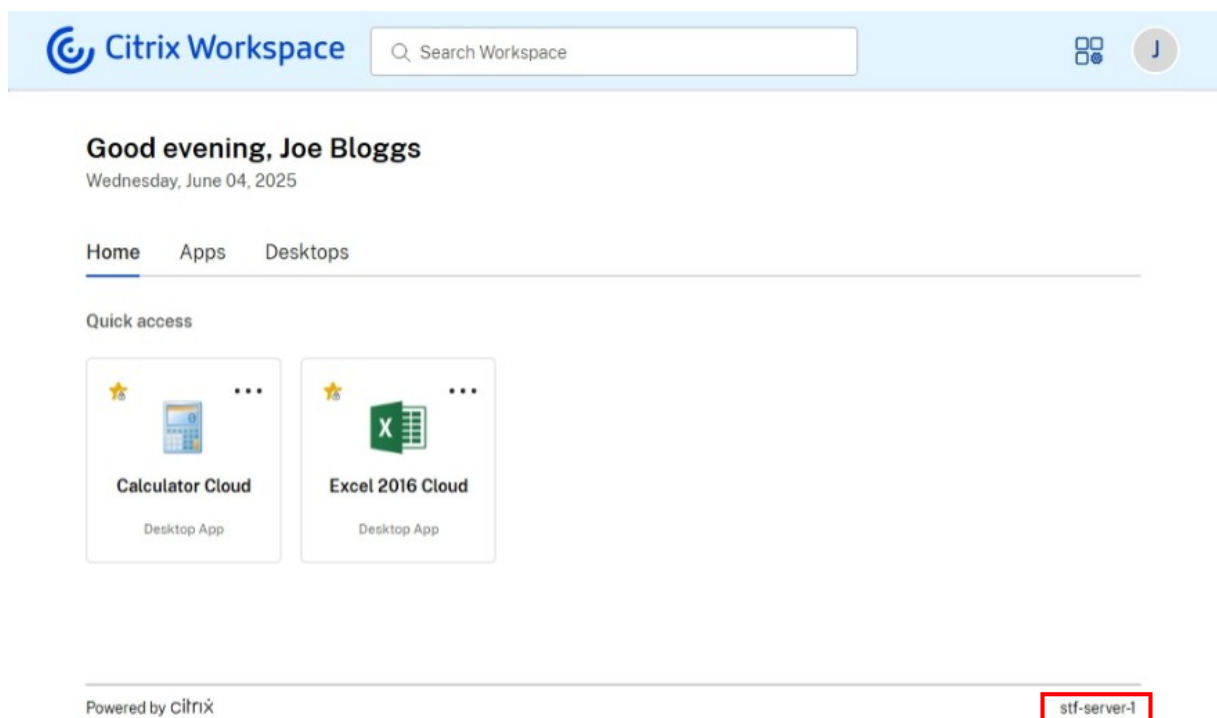 Citrix Workspace Search Workspace J
Good evening, Joe Bloggs
Wednesday, June 04, 2025
Home Apps Desktops
Quick access
Calculator Cloud Excel 2016 Cloud
Desktop App Desktop App
Powered by citrix stf-server-1